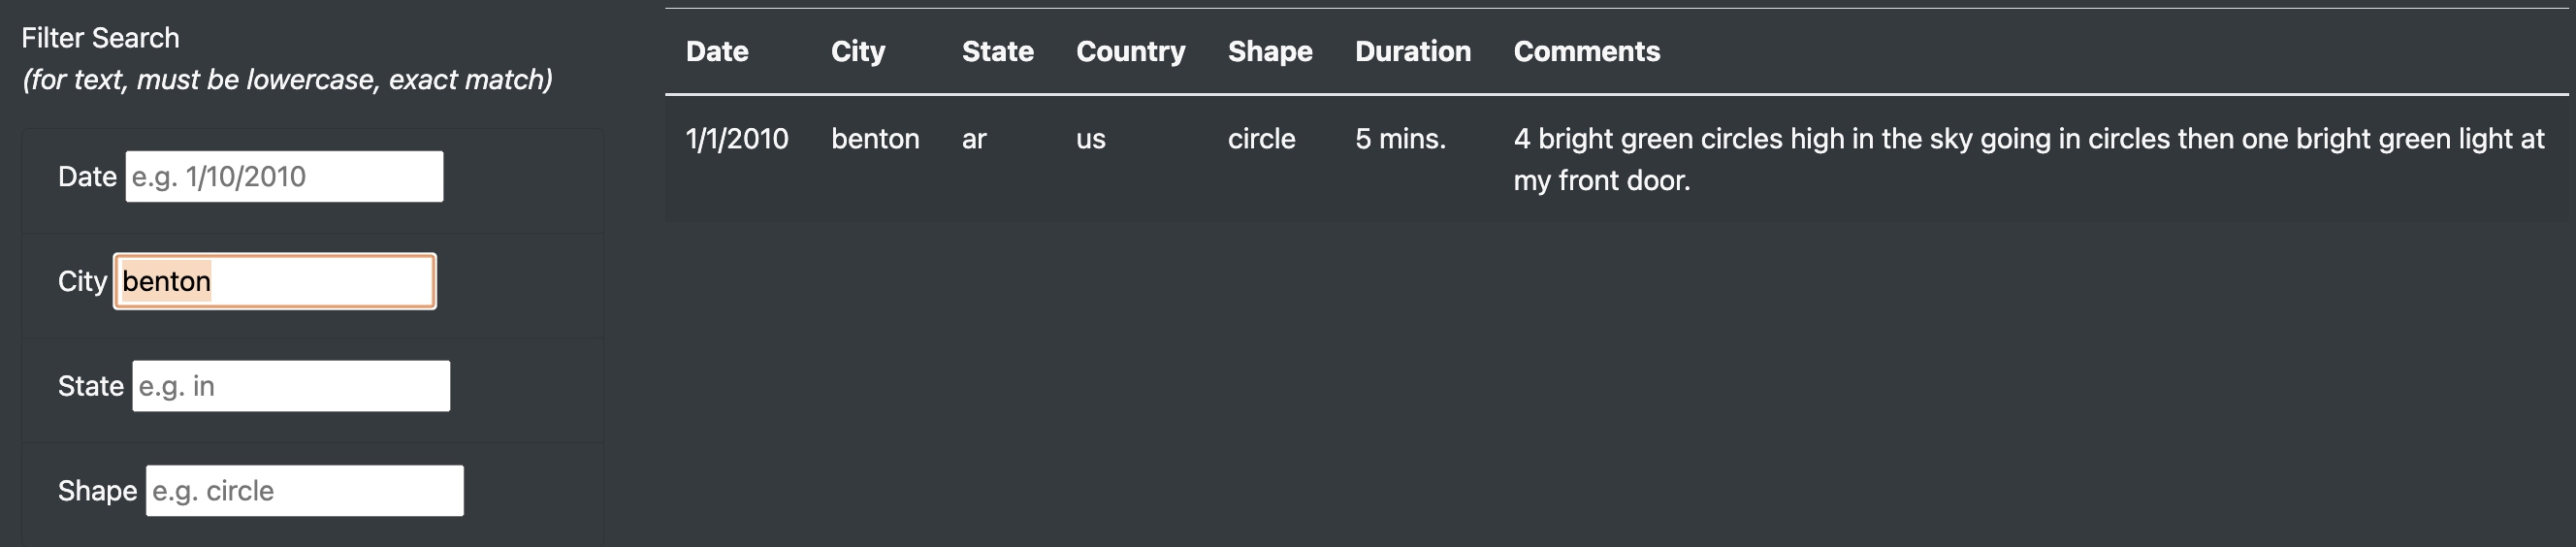 Filter Search
(for text, must be lowercase, exact match)
Date e.g. 1/10/2010
City benton
State e.g. in
Shape e.g. circle
Date City State Country Shape Duration Comments
1/1/2010 benton ar us circle 5 mins. 4 bright green circles high in the sky going in circles then one bright green light at
my front door.